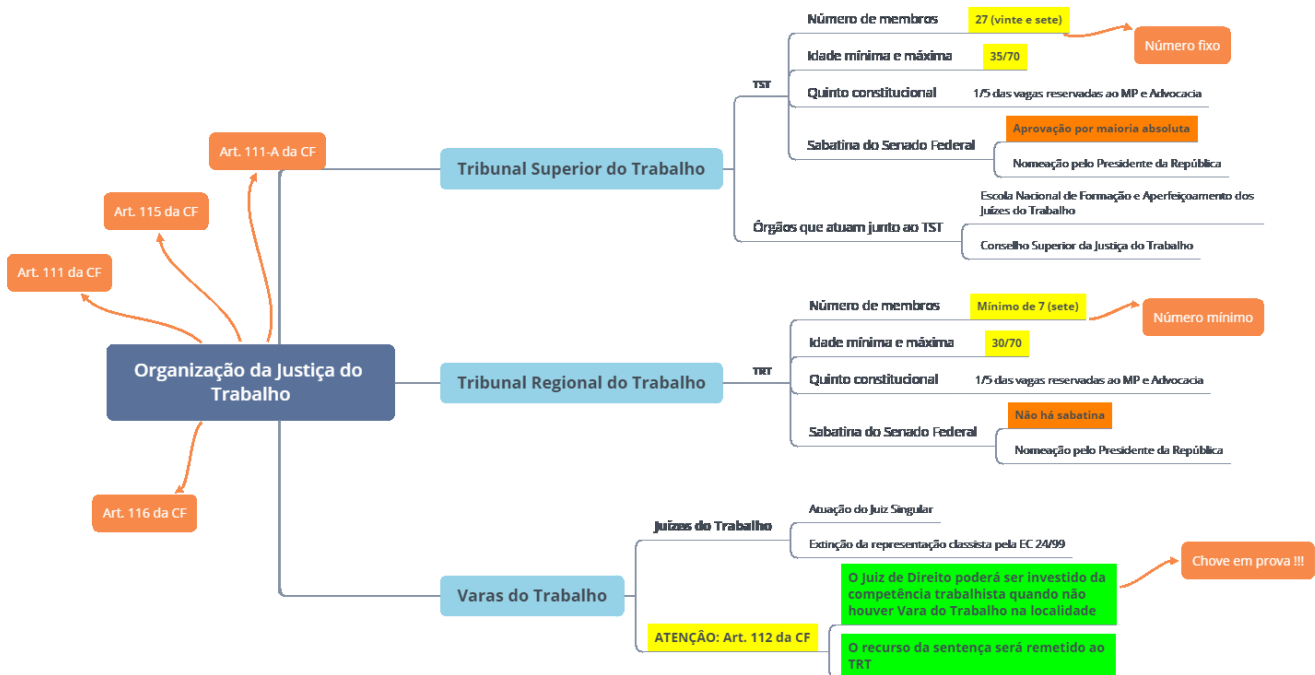 Número de membros
27 (vinte e sete)
Número fixo
Idade mínima e máxima
35/70
TST
Quinto constitucional
1/5 das vagas reservadas ao MP e Advocacia
Aprovação por maioria absoluta
Sabatina do Senado Federal
Nomeação pelo Presidente da República
Art. 111-A da CF
Tribunal Superior do Trabalho
Escola Nacional de Formação e Aperfeiçoamento dos
Juízes do Trabalho
Órgãos que atuam junto ao TST
Conselho Superior da Justiça do Trabalho
Art. 115 da CF
Art. 111 da CF
Número de membros
Mínimo de 7 (sete)
Número mínimo
Idade mínima e máxima
30/70
Organização da Justiça do
Trabalho
Tribunal Regional do Trabalho
TRT
Quinto constitucional
1/5 das vagas reservadas ao MP e Advocacia
Não há sabatina
Sabatina do Senado Federal
Nomeação pelo Presidente da República
Art. 116 da CF
Atuação do Juiz Singular
Juízes do Trabalho
Extinção da representação classista pela EC 24/99
Varas do Trabalho
O Juiz de Direito poderá ser investido da
competência trabalhista quando não
houver Vara do Trabalho na localidade
Chove em prova !!!
ATENÇÂO: Art. 112 da CF
O recurso da sentença será remetido ao
TRT